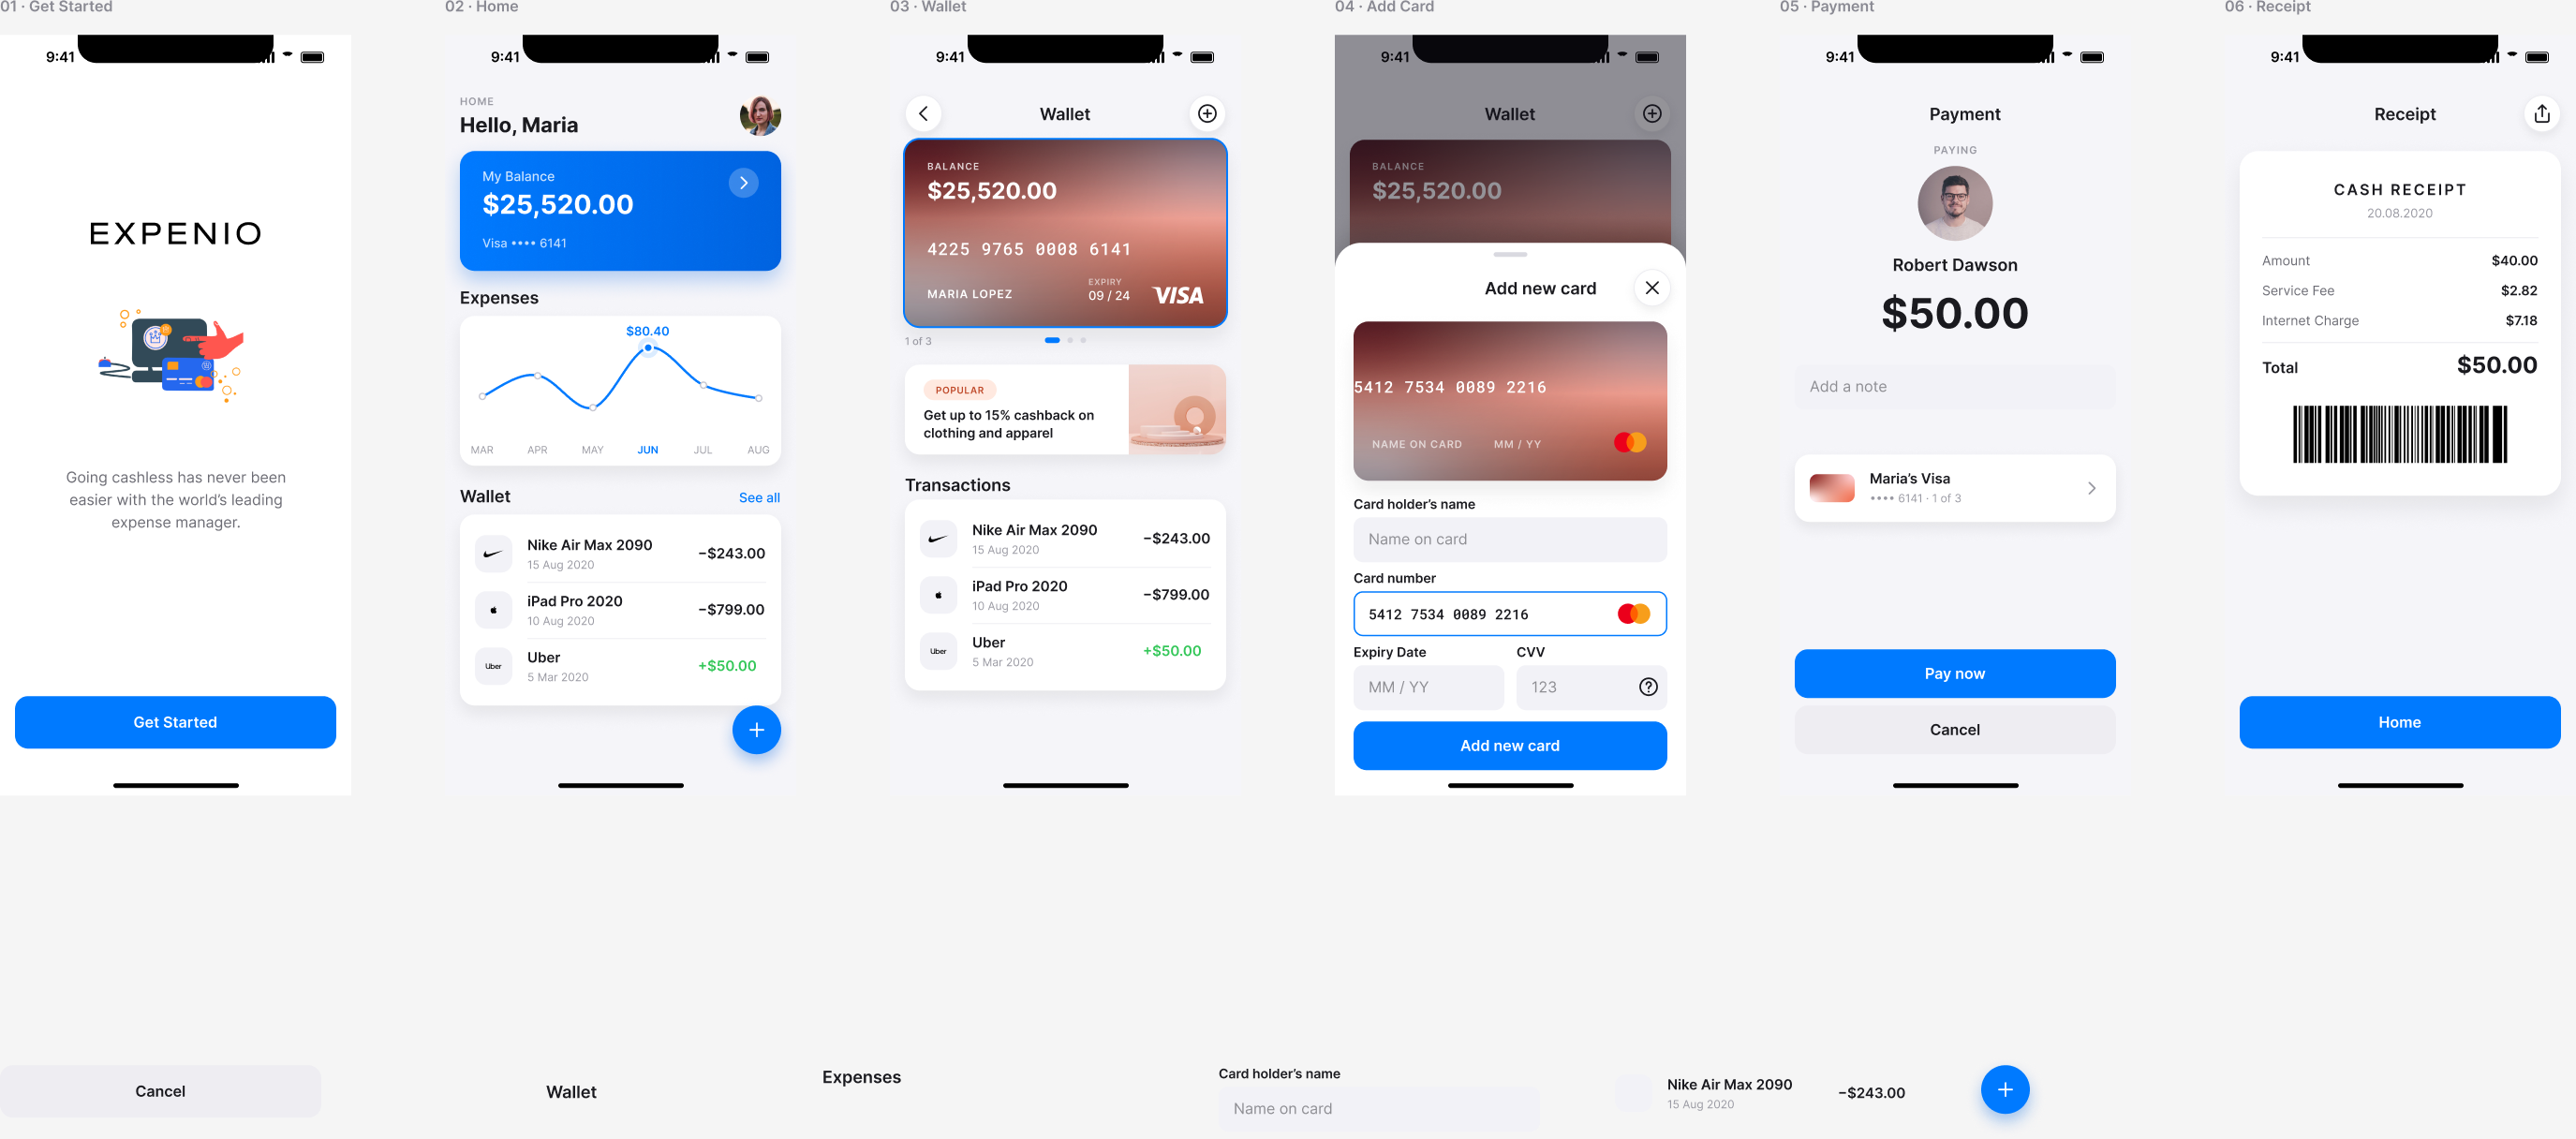 01 · Get Started
9:41
EXPENIO
Going cashless has never been
easier with the world’s leading
expense manager.
Get Started
02 · Home
9:41
HOME
Hello, Maria
My Balance
$25,520.00
Visa •••• 6141
Expenses
$80.40
MAR APR MAY JUN JUL AUG
Wallet See all
Nike Air Max 2090
15 Aug 2020
−$243.00
iPad Pro 2020
10 Aug 2020
−$799.00
Uber
Uber
5 Mar 2020
+$50.00
03 · Wallet
9:41
Wallet
BALANCE
$25,520.00
4225 9765 0008 6141
MARIA LOPEZ
EXPIRY
09 / 24
VISA
1 of 3
POPULAR
Get up to 15% cashback on
clothing and apparel
Transactions
Nike Air Max 2090
15 Aug 2020
−$243.00
iPad Pro 2020
10 Aug 2020
−$799.00
Uber
Uber
5 Mar 2020
+$50.00
04 · Add Card
9:41
Wallet
BALANCE
$25,520.00
Add new card
5412 7534 0089 2216
NAME ON CARD MM / YY
Card holder’s name
Name on card
Card number
5412 7534 0089 2216
Expiry Date CVV
MM / YY 123
Add new card
05 · Payment
9:41
Payment
PAYING
Robert Dawson
$50.00
Add a note
Maria’s Visa
•••• 6141 · 1 of 3
Pay now
Cancel
06 · Receipt
9:41
Receipt
CASH RECEIPT
20.08.2020
Amount $40.00
Service Fee $2.82
Internet Charge $7.18
Total $50.00
Home
Cancel
Wallet
Expenses
Card holder’s name
Name on card
Nike Air Max 2090
15 Aug 2020
−$243.00